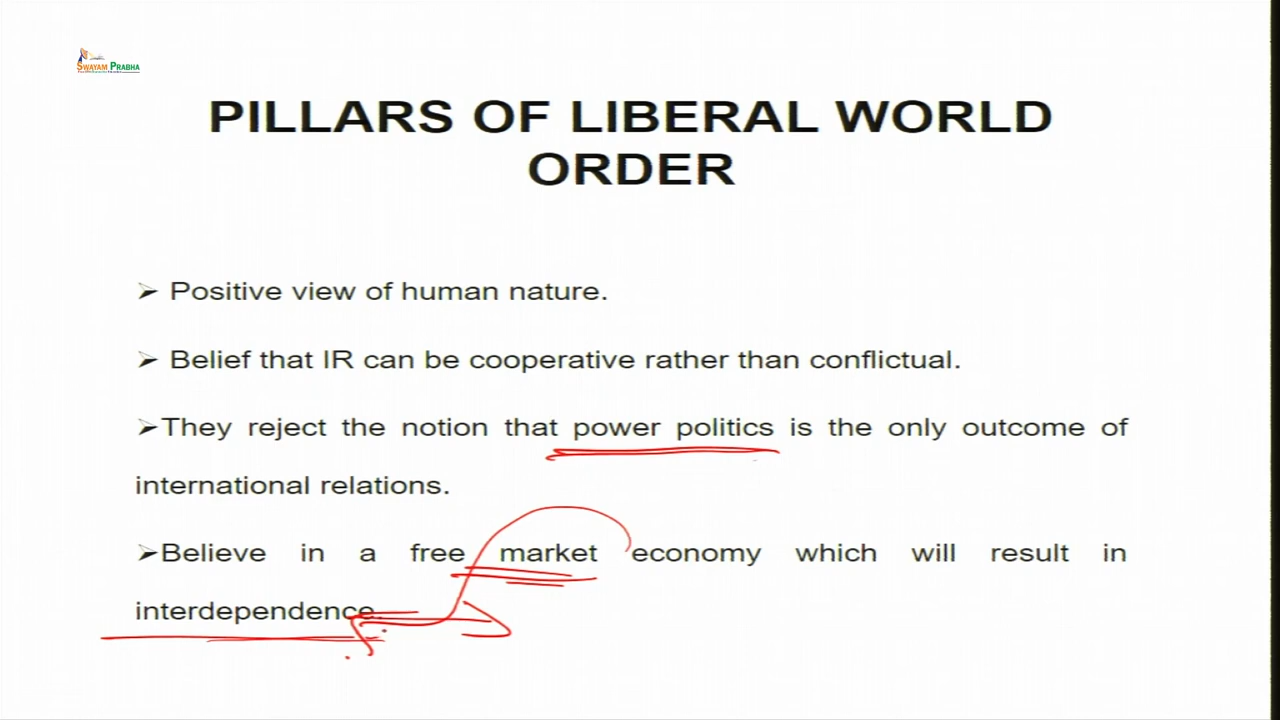 SWAYAM PRABHA
PILLARS OF LIBERAL WORLD
ORDER
➢ Positive view of human nature.
➢ Belief that IR can be cooperative rather than conflictual.
➢They reject the notion that power politics is the only outcome of
international relations.
➢Believe in a free market economy which will result in
interdependence.